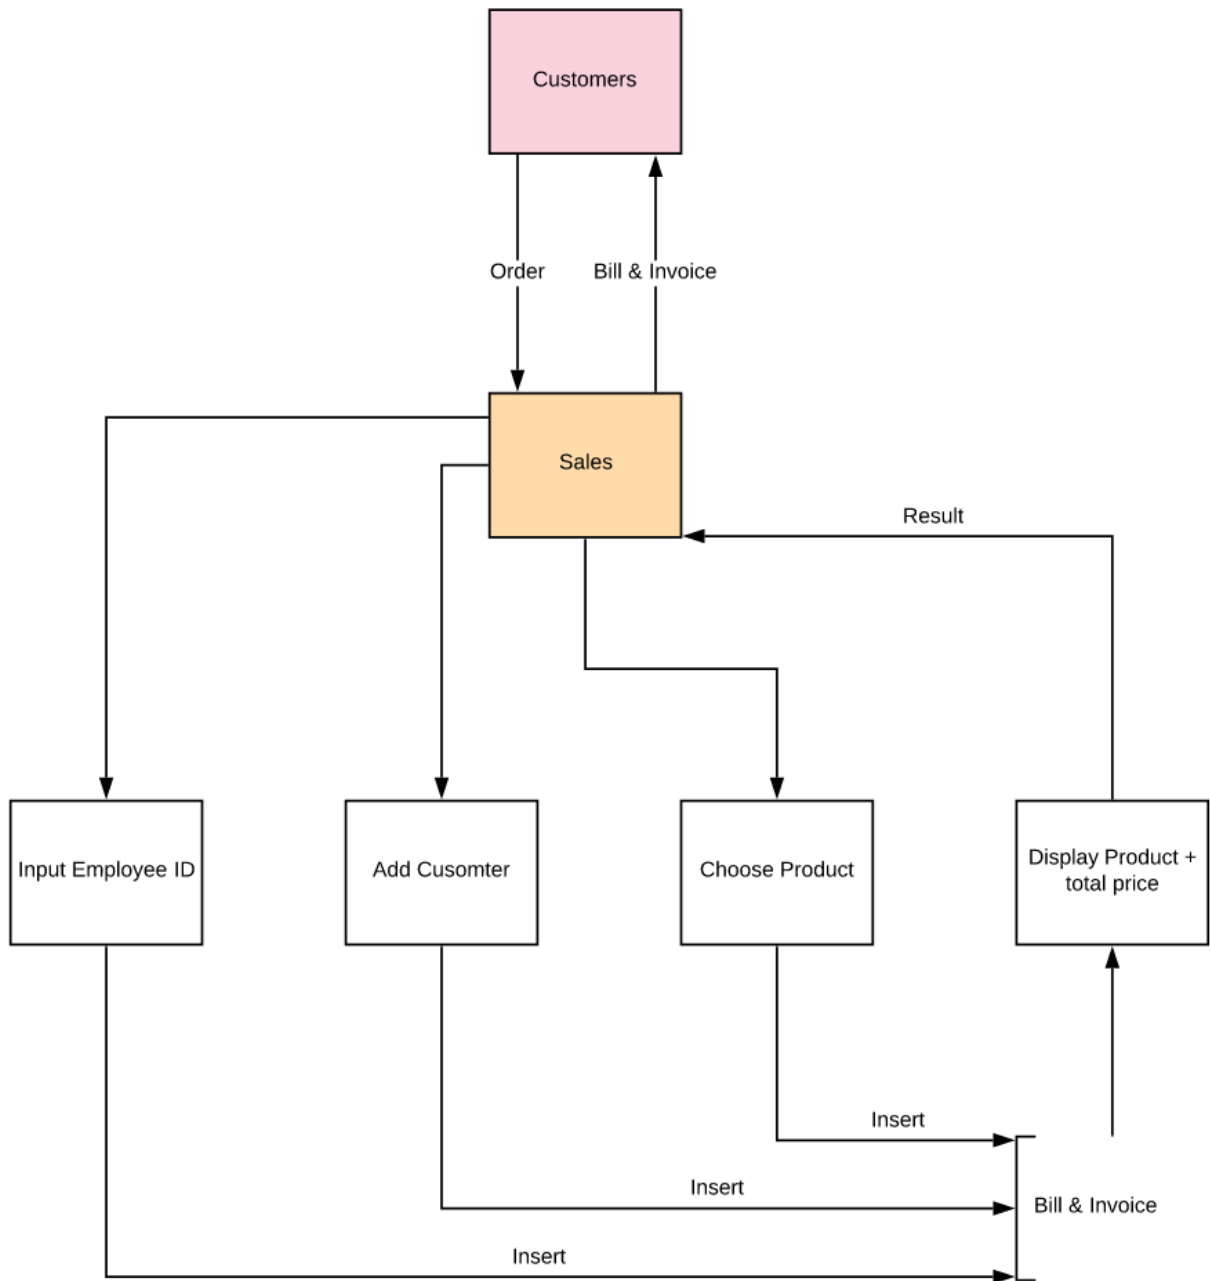 Customers
Order
Bill & Invoice
Sales
Result
Input Employee ID
Add Cusomter
Choose Product
Display Product +
total price
Insert
Insert
Bill & Invoice
Insert